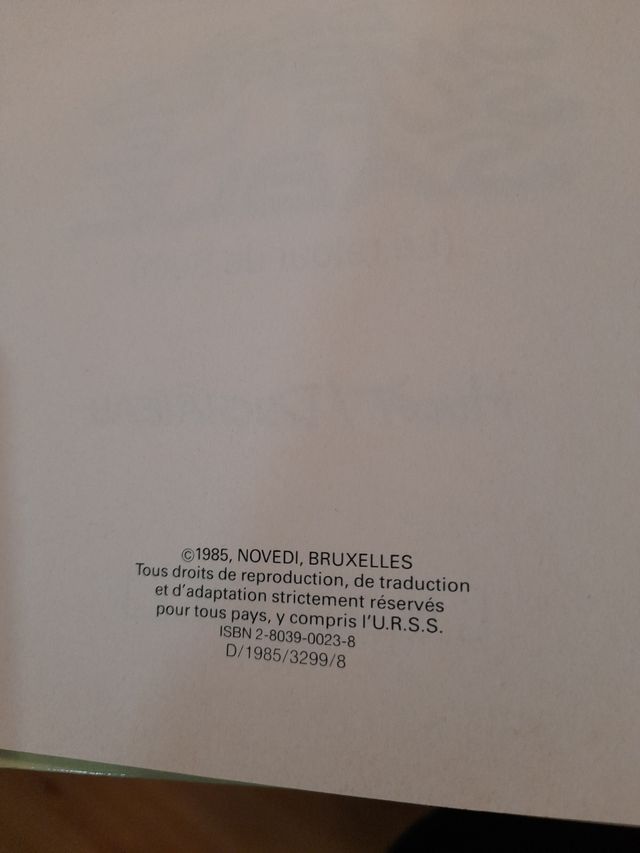 ©1985, NOVEDI, BRUXELLES
Tous droits de reproduction, de traduction
et d'adaptation strictement réservés
pour tous pays, y compris l'U.R.S.S.
ISBN 2-8039-0023-8
D/1985/3299/8